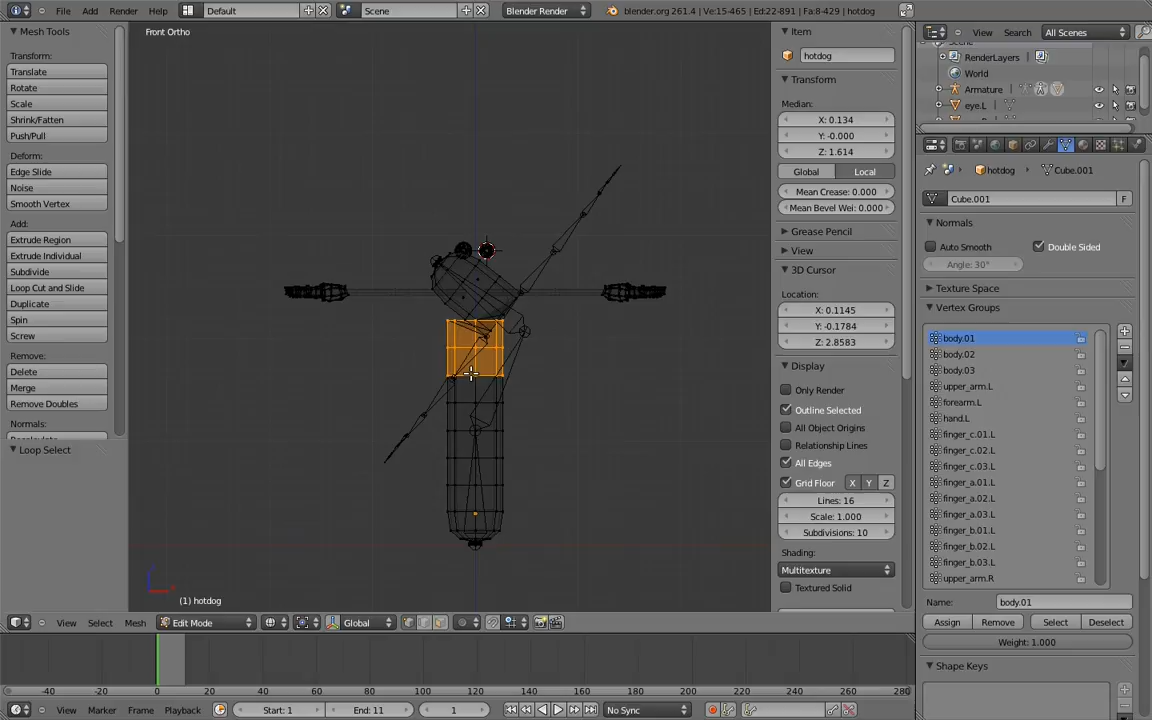 File Add Render Help Default Scene Blender Render blender.org 261.4 | Ve:15-465 | Ed:22-891 | Fa:8-429 | hotdog
Mesh Tools
Transform:
Translate
Rotate
Scale
Shrink/Fatten
Push/Pull
Deform:
Edge Slide
Noise
Smooth Vertex
Add:
Extrude Region
Extrude Individual
Subdivide
Loop Cut and Slide
Duplicate
Spin
Screw
Remove:
Delete
Merge
Remove Doubles
Normals:
Loop Select
Front Ortho
(1) hotdog
View Select Mesh Edit Mode Global
Item
hotdog
Transform
Median:
X: 0.134
Y: -0.000
Z: 1.614
Global Local
Mean Crease: 0.000
Mean Bevel Wei: 0.000
Grease Pencil
View
3D Cursor
Location:
X: 0.1145
Y: -0.1784
Z: 2.8583
Display
Only Render
Outline Selected
All Object Origins
Relationship Lines
All Edges
Grid Floor X Y Z
Lines: 16
Scale: 1.000
Subdivisions: 10
Shading:
Multitexture
Textured Solid
View Search All Scenes
RenderLayers
World
Armature
eye.L
hotdog Cube.001
Cube.001 F
Normals
Auto Smooth Double Sided
Angle: 30°
Texture Space
Vertex Groups
body.01
body.02
body.03
upper_arm.L
forearm.L
hand.L
finger_c.01.L
finger_c.02.L
finger_c.03.L
finger_a.01.L
finger_a.02.L
finger_a.03.L
finger_b.01.L
finger_b.02.L
finger_b.03.L
upper_arm.R
Name: body.01
Assign Remove Select Deselect
Weight: 1.000
Shape Keys
-40 -20 0 20 40 60 80 100 120 140 160 180 200 220 240 260 280
View Marker Frame Playback Start: 1 End: 11 1 No Sync